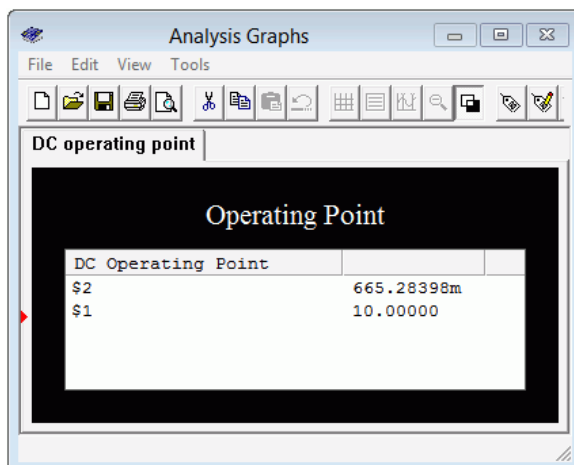 Analysis Graphs
File Edit View Tools
DC operating point
Operating Point
DC Operating Point
$2 665.28398m
$1 10.00000